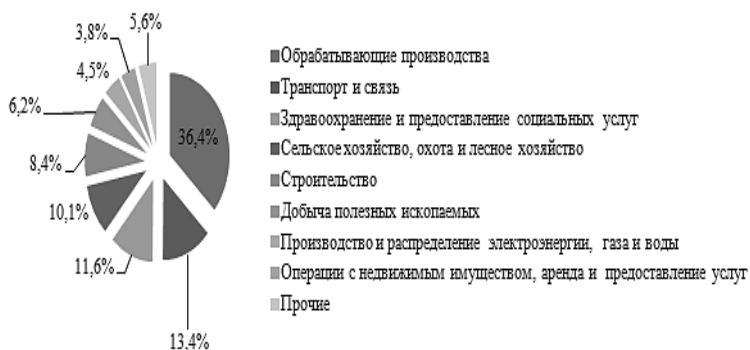 5,6%
3,8%
4,5%
6,2%
8,4%
10,1%
11,6%
13,4%
36,4%
Обрабатывающие производства
Транспорт и связь
Здравоохранение и предоставление социальных услуг
Сельское хозяйство, охота и лесное хозяйство
Строительство
Добыча полезных ископаемых
Производство и распределение электроэнергии, газа и воды
Операции с недвижимым имуществом, аренда и предоставление услуг
Прочие